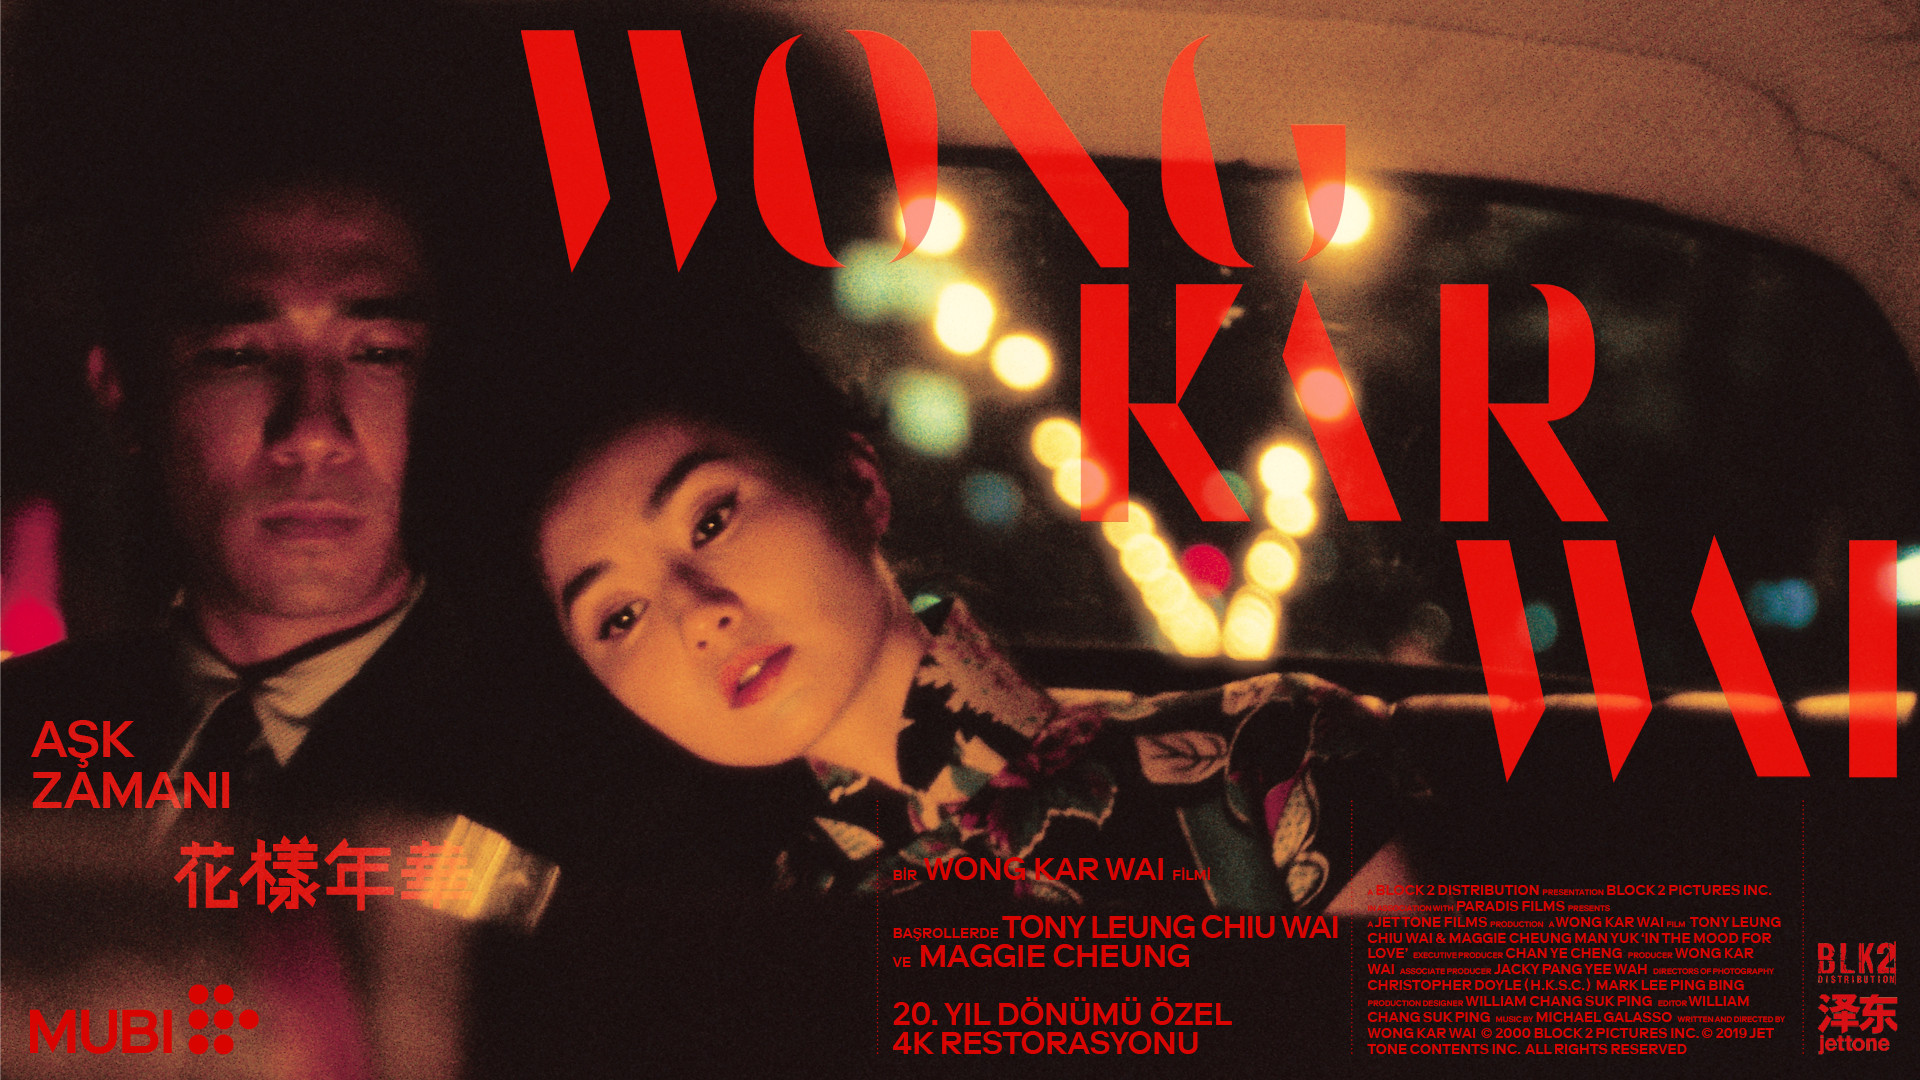 WONG
KAR
WAI
AŞK
ZAMANI
花樣年華
MUBI
BİR WONG KAR WAI FİLMİ
BAŞROLLERDE TONY LEUNG CHIU WAI
VE MAGGIE CHEUNG
20. YIL DÖNÜMÜ ÖZEL
4K RESTORASYONU
A BLOCK 2 DISTRIBUTION PRESENTATION BLOCK 2 PICTURES INC.
IN ASSOCIATION WITH PARADIS FILMS PRESENTS
A JET TONE FILMS PRODUCTION A WONG KAR WAI FILM TONY LEUNG
CHIU WAI & MAGGIE CHEUNG MAN YUK 'IN THE MOOD FOR
LOVE' EXECUTIVE PRODUCER CHAN YE CHENG PRODUCER WONG KAR
WAI ASSOCIATE PRODUCER JACKY PANG YEE WAH DIRECTORS OF PHOTOGRAPHY
CHRISTOPHER DOYLE (H.K.S.C.) MARK LEE PING BING
PRODUCTION DESIGNER WILLIAM CHANG SUK PING EDITOR WILLIAM
CHANG SUK PING MUSIC BY MICHAEL GALASSO WRITTEN AND DIRECTED BY
WONG KAR WAI © 2000 BLOCK 2 PICTURES INC. © 2019 JET
TONE CONTENTS INC. ALL RIGHTS RESERVED
BLK2
DISTRIBUTION
泽东
jettone